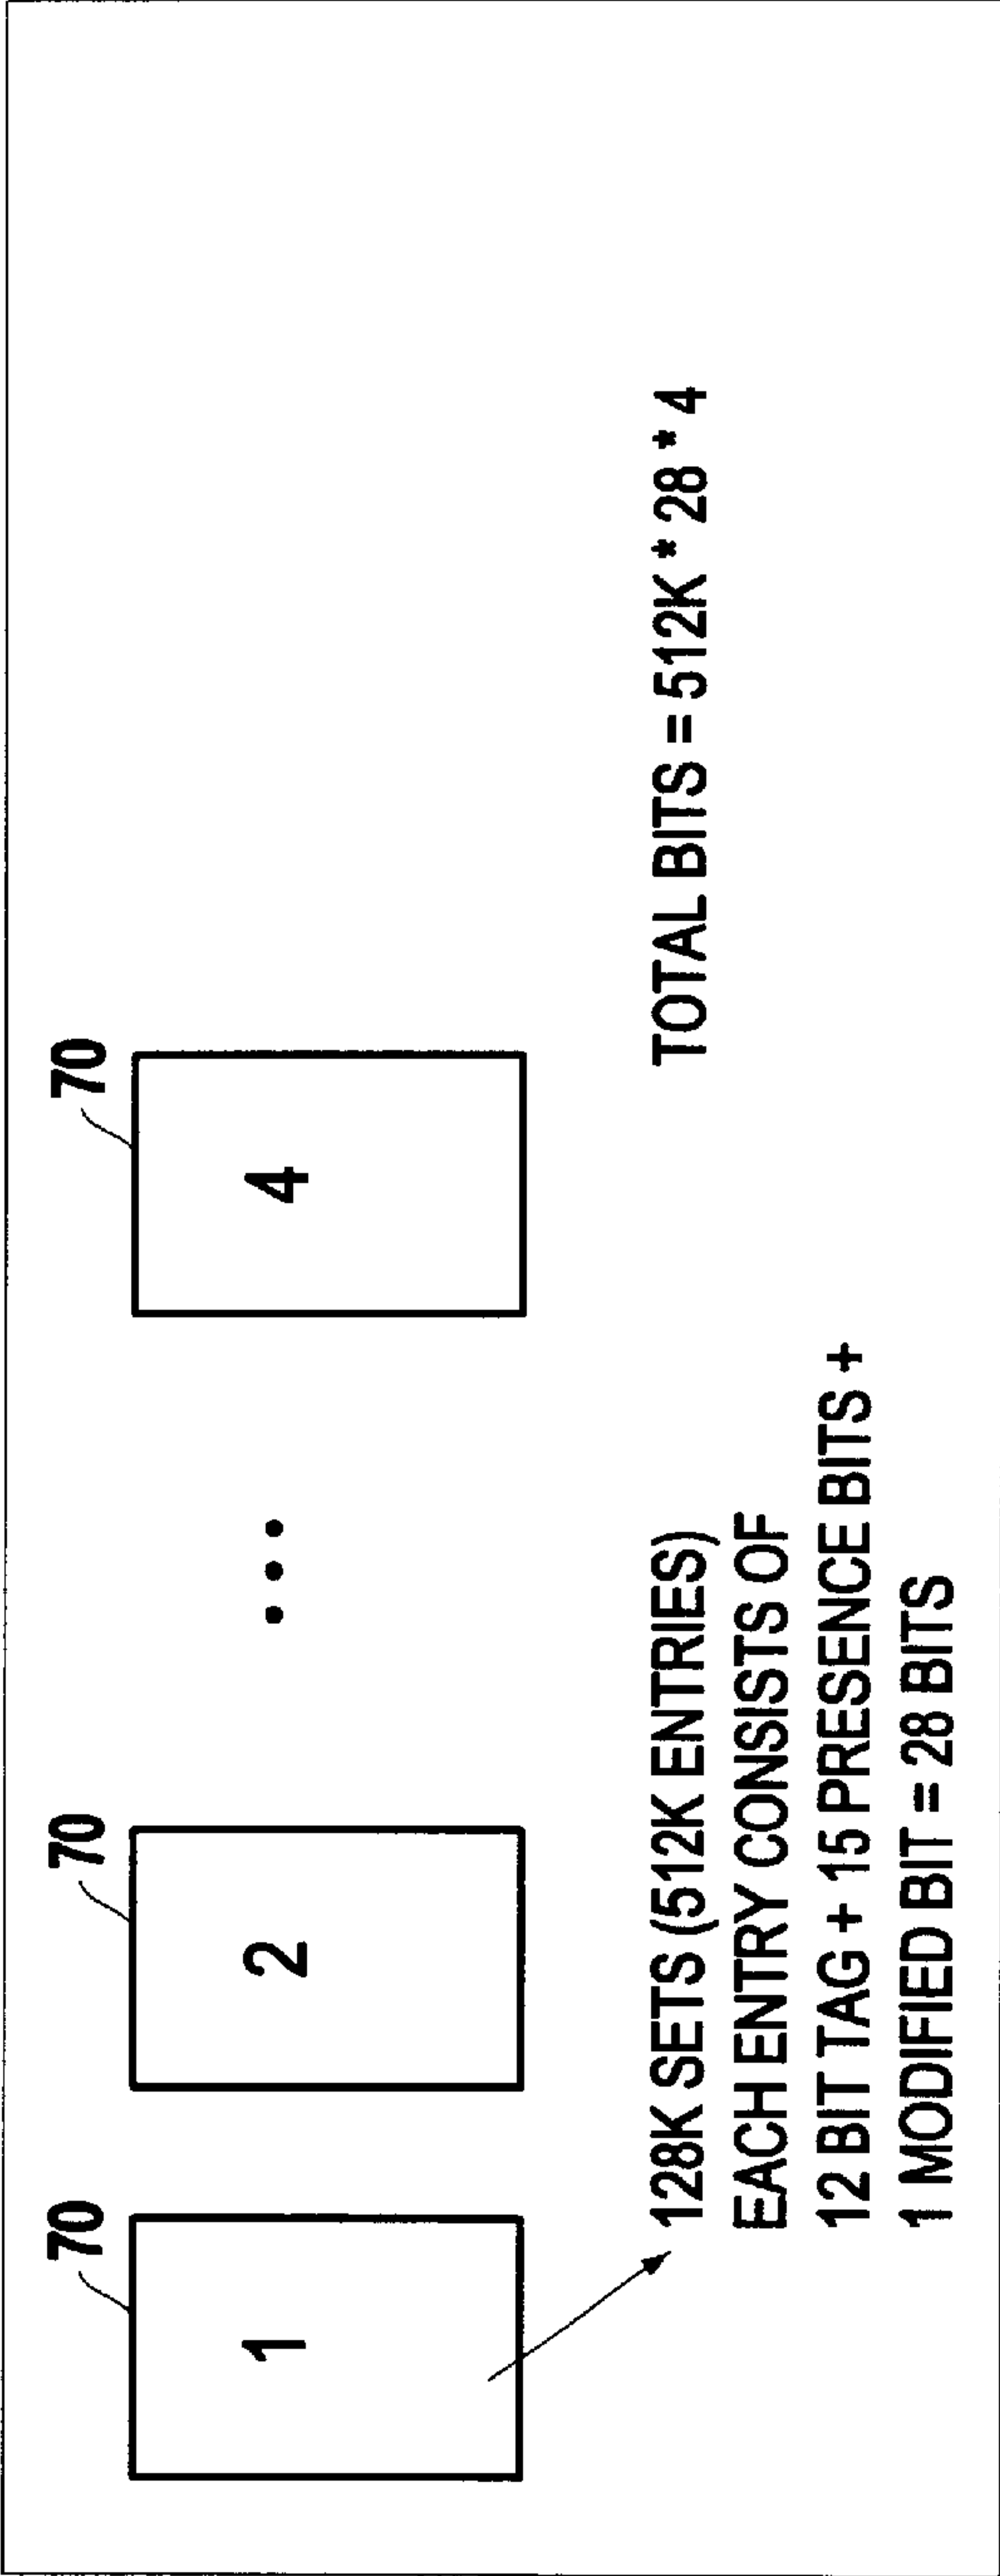 70
70
70
1
2
4
128K SETS (512K ENTRIES)
EACH ENTRY CONSISTS OF
12 BIT TAG + 15 PRESENCE BITS +
1 MODIFIED BIT = 28 BITS
TOTAL BITS = 512K * 28 * 4